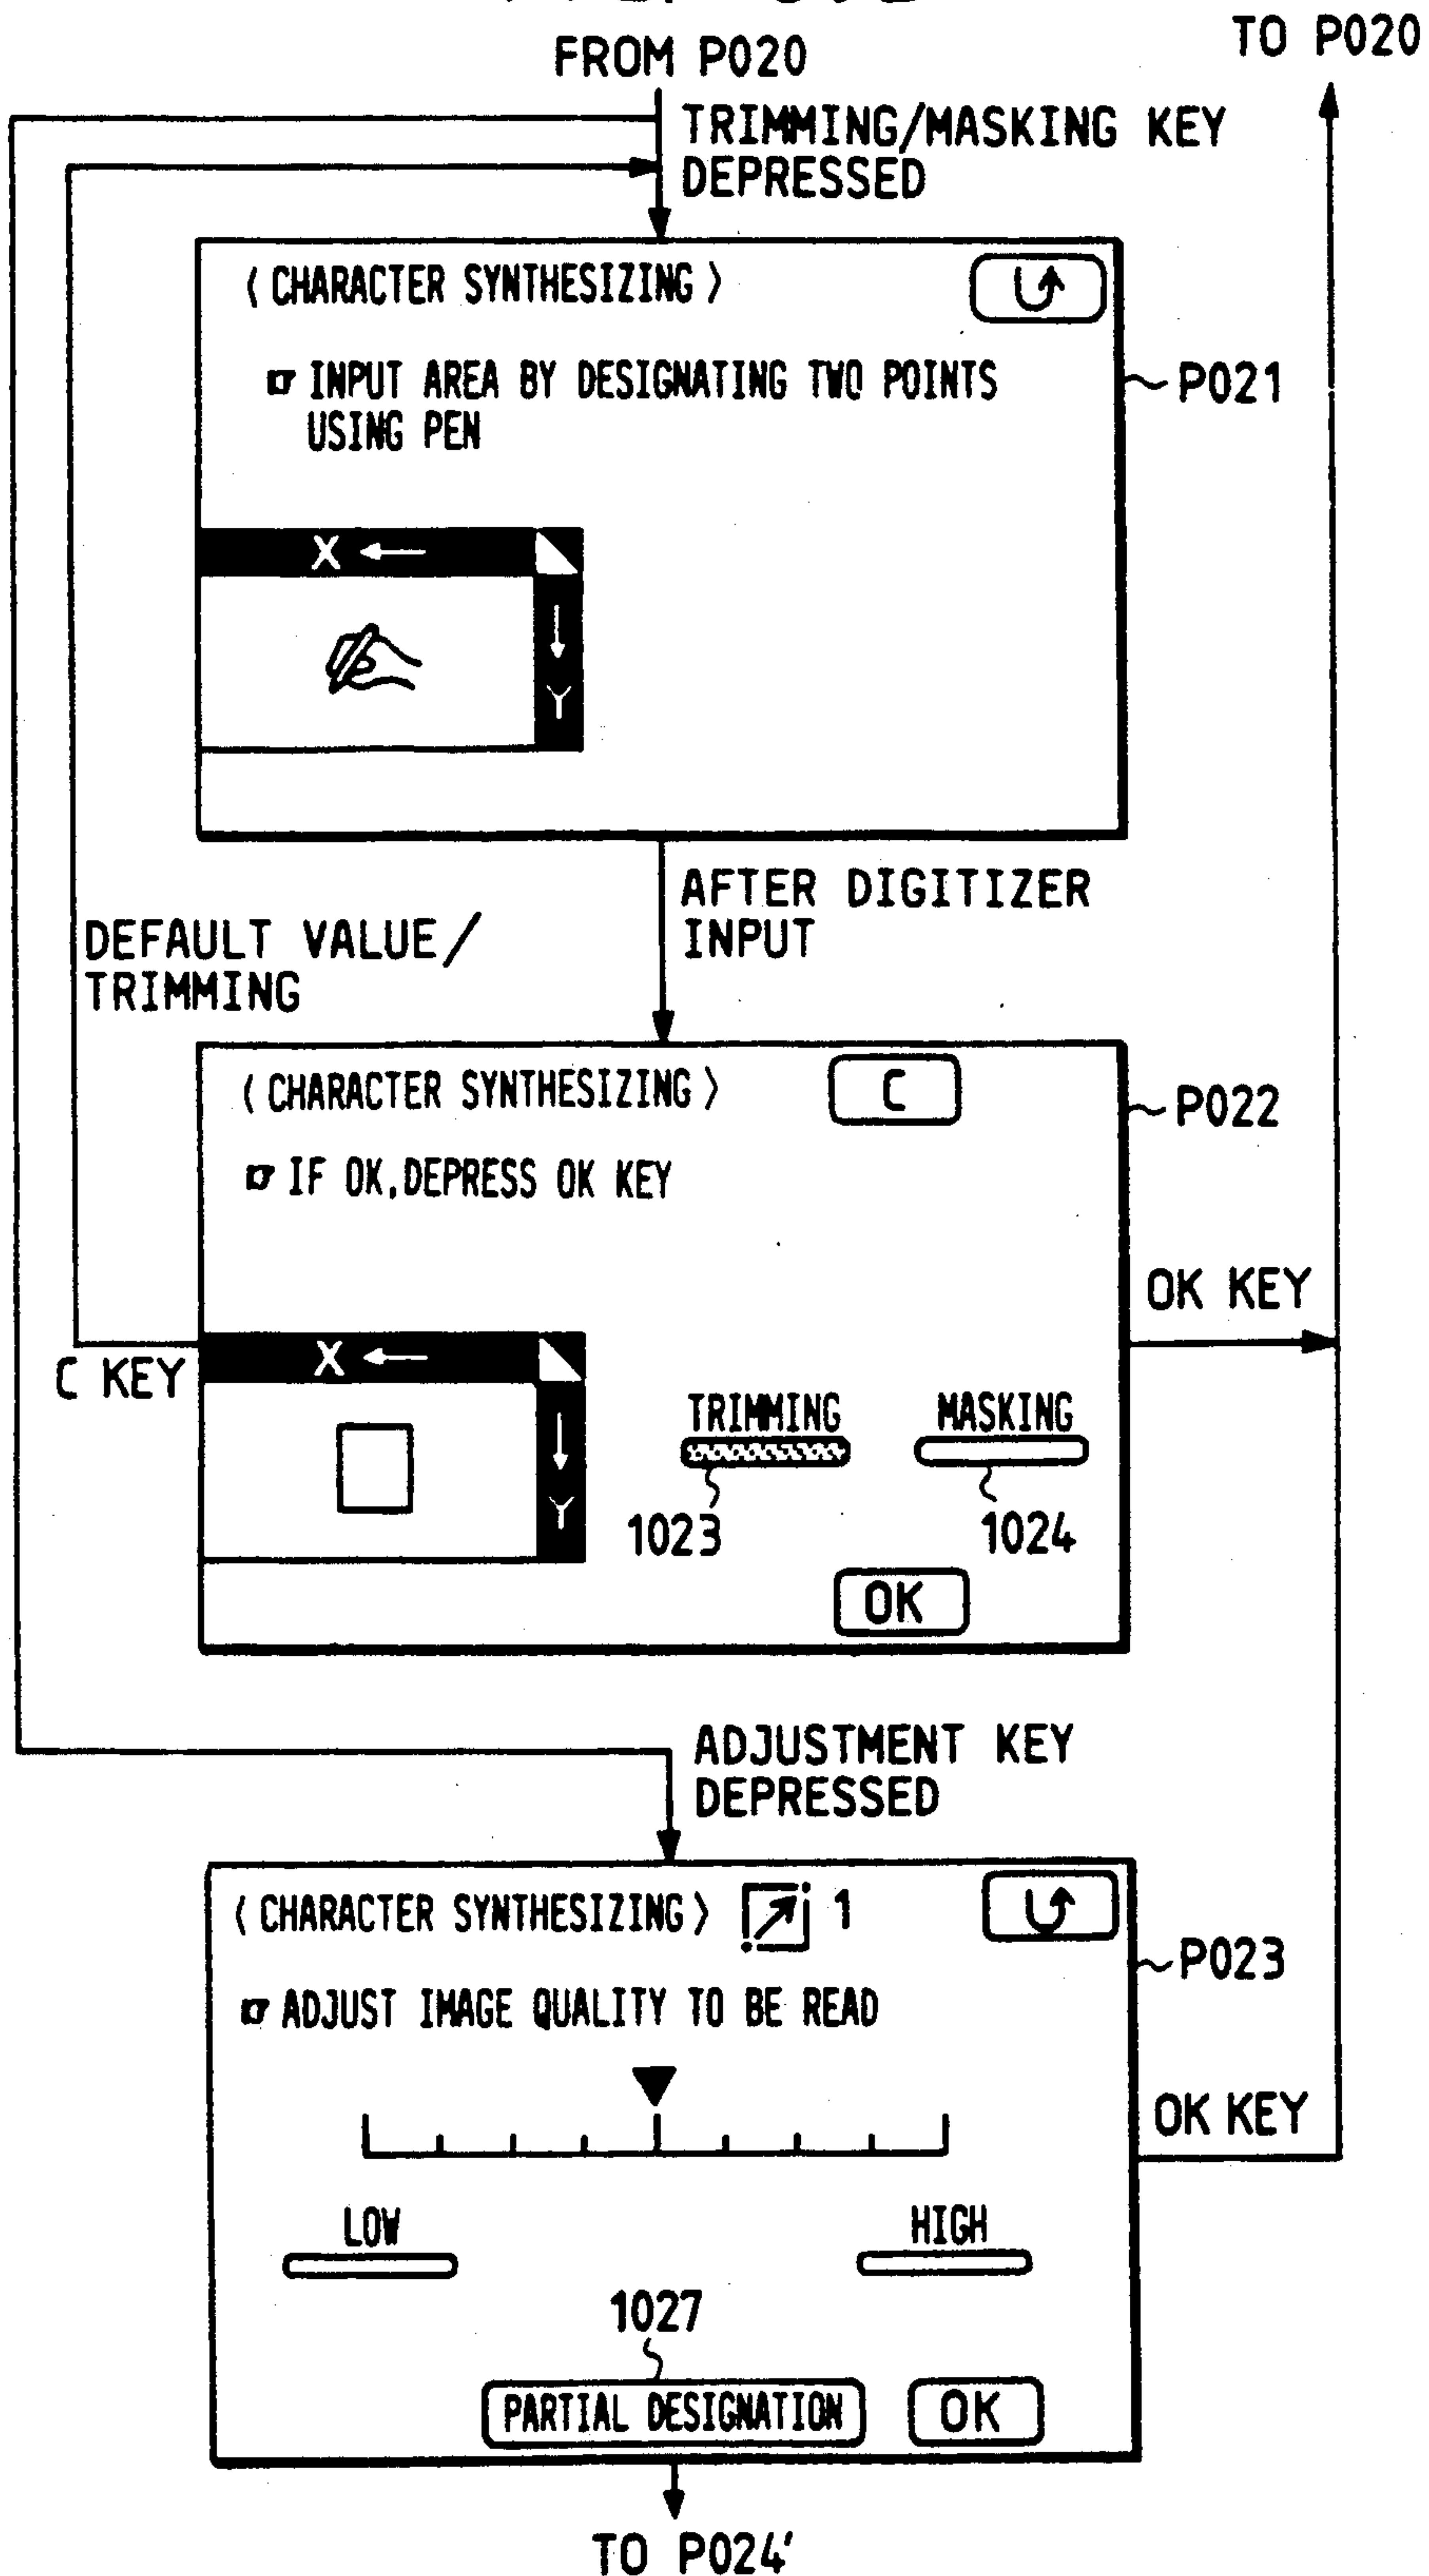 FROM P020
TO P020
TRIMMING/MASKING KEY
DEPRESSED
〈CHARACTER SYNTHESIZING〉
☞ INPUT AREA BY DESIGNATING TWO POINTS
USING PEN
P021
X ←
↓
Y
AFTER DIGITIZER
INPUT
DEFAULT VALUE/
TRIMMING
〈CHARACTER SYNTHESIZING〉
C
P022
☞ IF OK,DEPRESS OK KEY
OK KEY
C KEY
X ←
↓
Y
TRIMMING
MASKING
1023
1024
OK
ADJUSTMENT KEY
DEPRESSED
〈CHARACTER SYNTHESIZING〉 1
P023
☞ ADJUST IMAGE QUALITY TO BE READ
OK KEY
LOW
HIGH
1027
PARTIAL DESIGNATION
OK
TO P024'